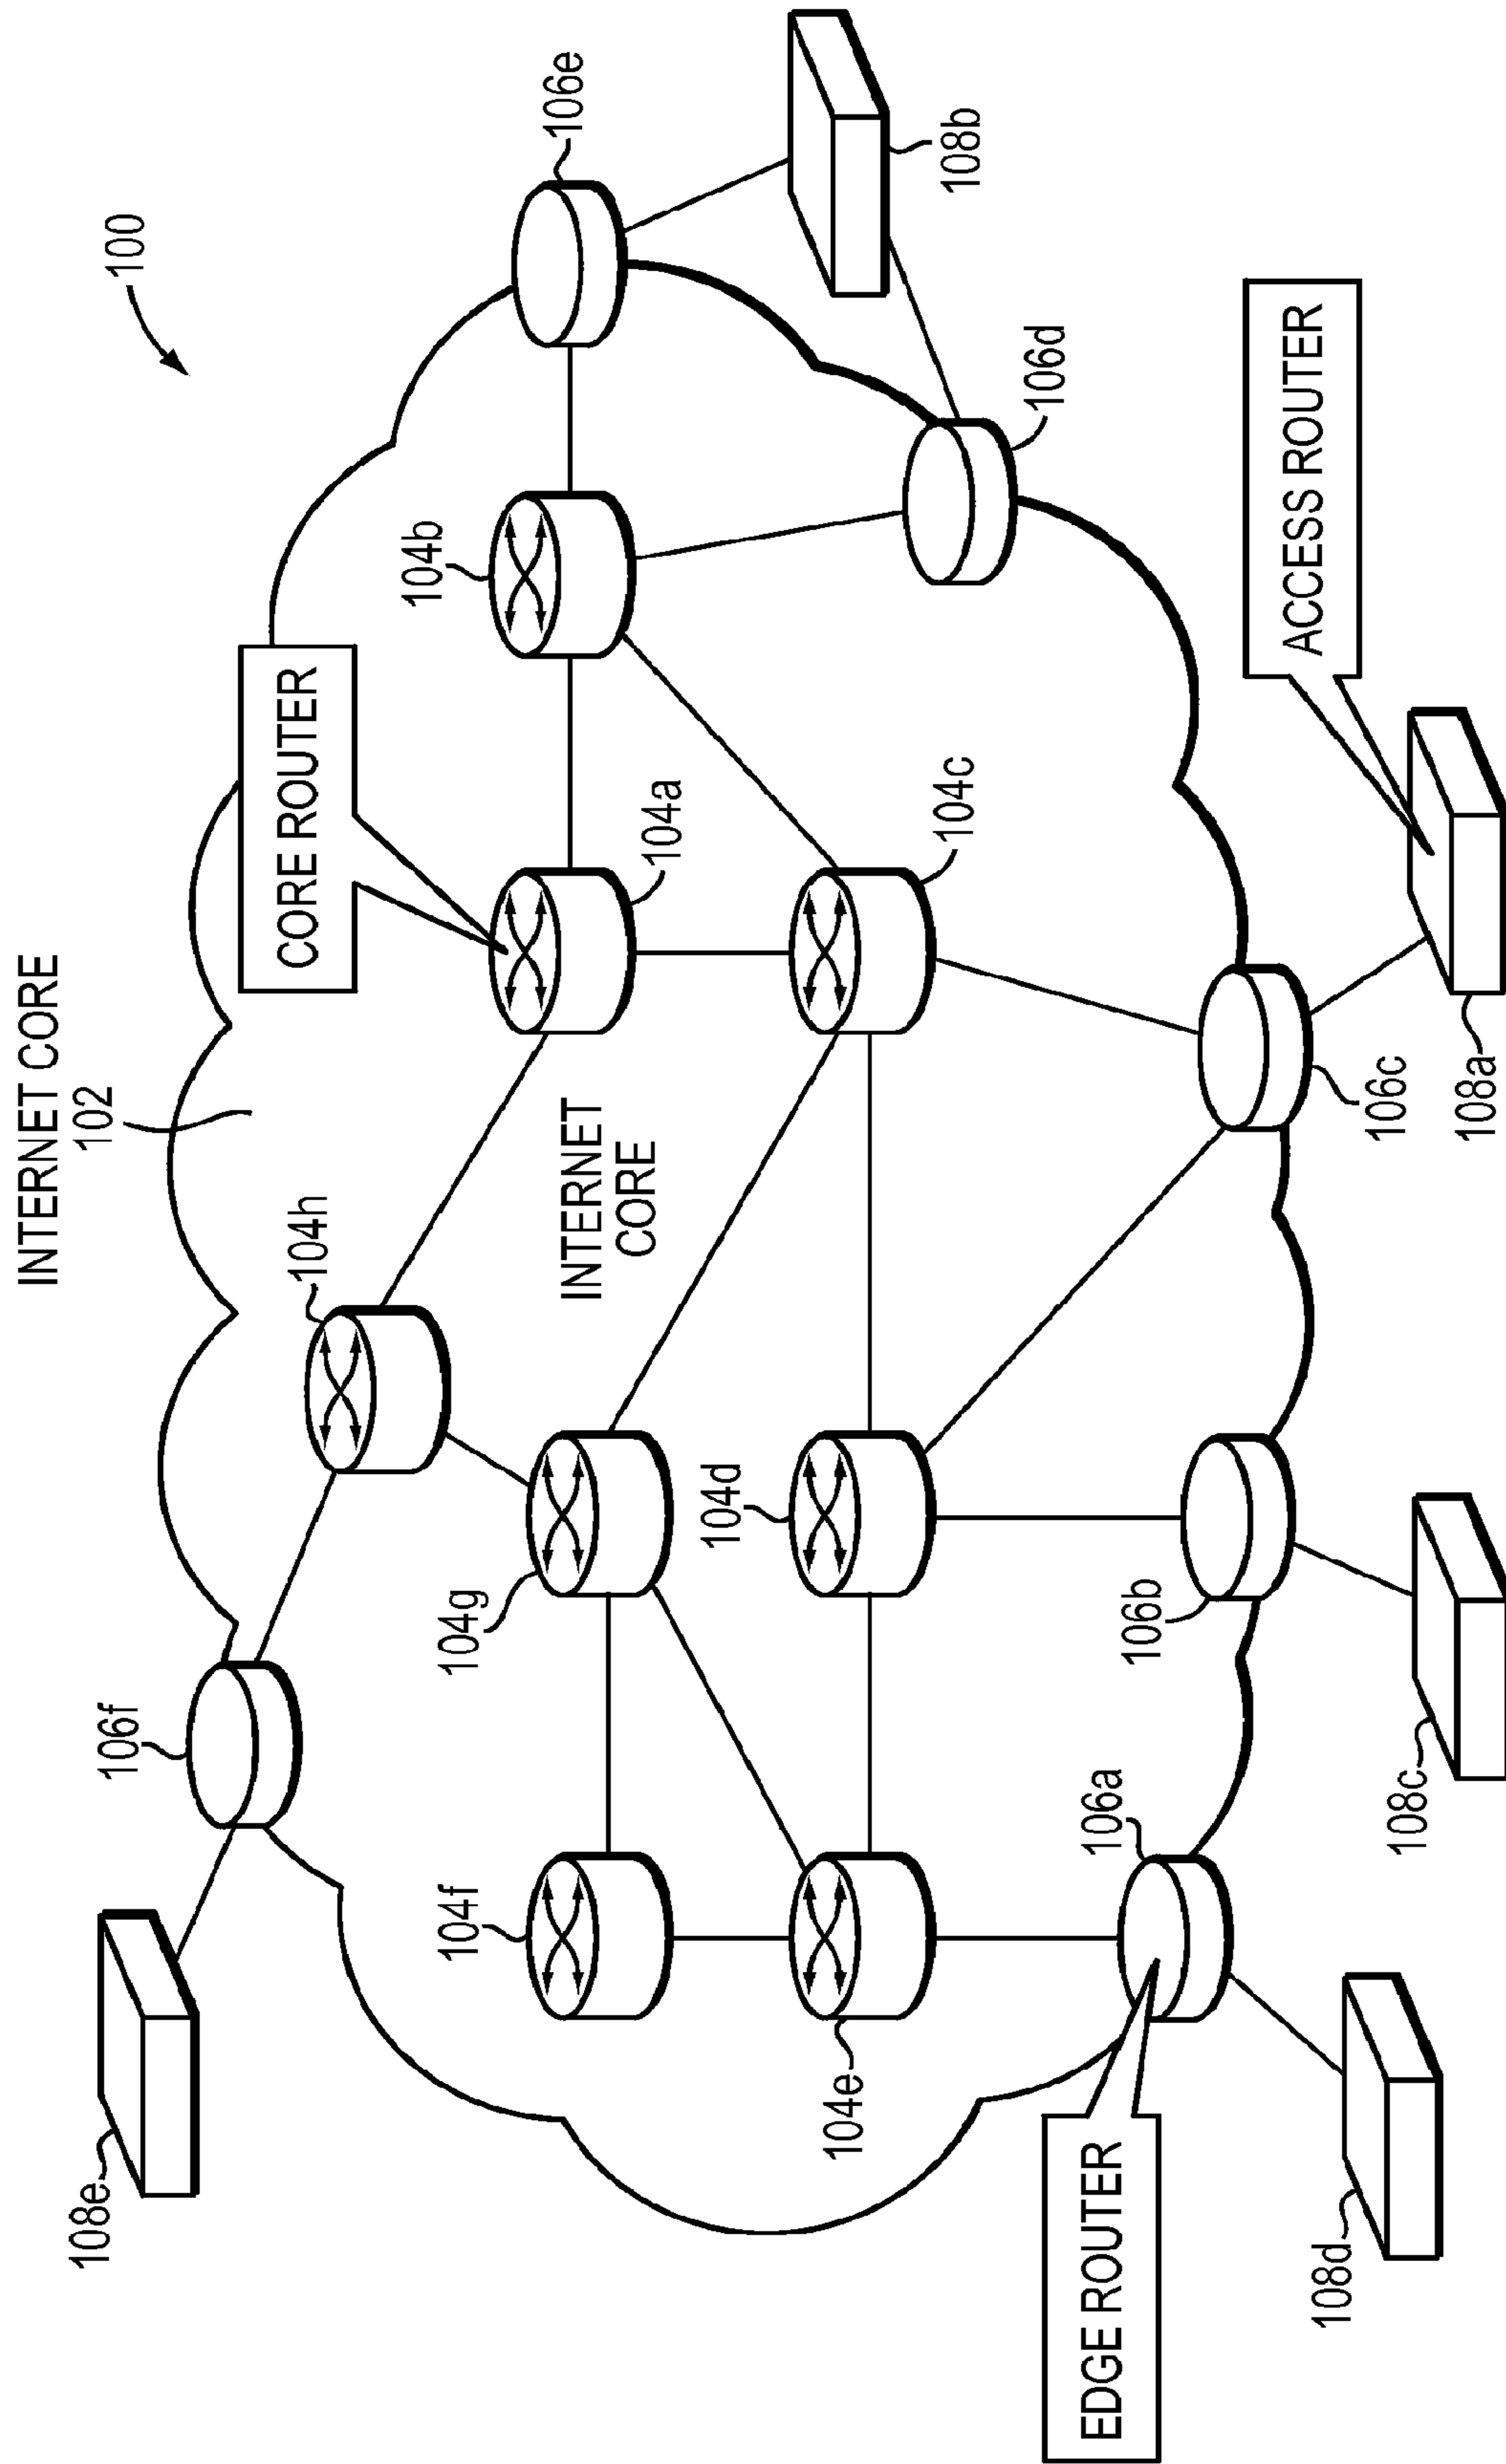 INTERNET CORE
102
100
108e
106f
104h
CORE ROUTER
104b
106e
104f
104g
INTERNET
CORE
104a
104d
104c
108b
104e
106d
EDGE ROUTER
106a
106b
106c
ACCESS ROUTER
108d
108c
108a